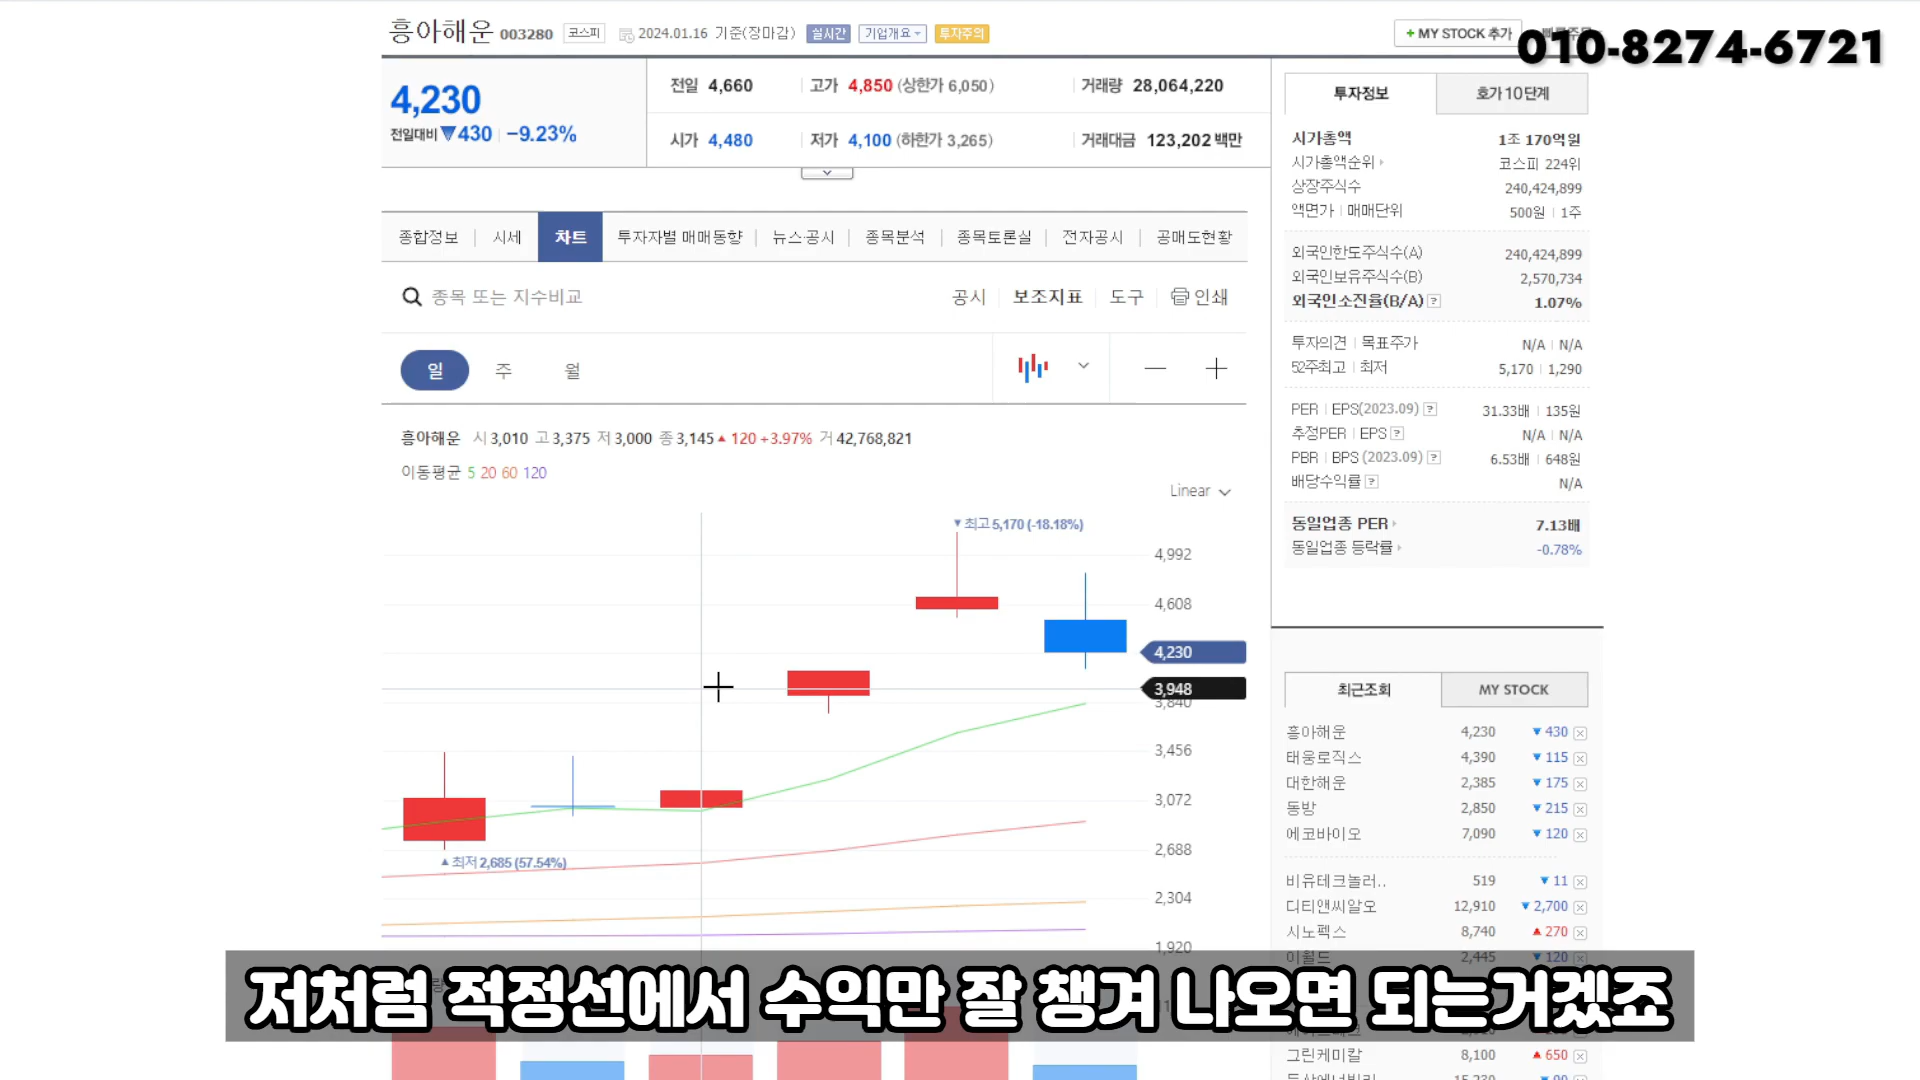 흥아해운 003280 코스피 2024.01.16 기준(장마감) 실시간 기업개요 투자주의
+ MY STOCK 추가
010-8274-6721
4,230
전일대비 ▼430 -9.23%
전일 4,660 고가 4,850 (상한가 6,050) 거래량 28,064,220
시가 4,480 저가 4,100 (하한가 3,265) 거래대금 123,202 백만
종합정보 시세 차트 투자자별 매매동향 뉴스·공시 종목분석 종목토론실 전자공시 공매도현황
종목 또는 지수비교 공시 보조지표 도구 인쇄
일 주 월
흥아해운 시 3,010 고 3,375 저 3,000 종 3,145 ▲ 120 +3.97% 거 42,768,821
이동평균 5 20 60 120
Linear
▼ 최고 5,170 (-18.18%)
4,992
4,608
4,230
3,948
3,840
3,456
3,072
▲ 최저 2,685 (57.54%)
2,688
2,304
1,920
투자정보 호가10단계
시가총액 1조 170억원
시가총액순위 코스피 224위
상장주식수 240,424,899
액면가 | 매매단위 500원 | 1주
외국인한도주식수(A) 240,424,899
외국인보유주식수(B) 2,570,734
외국인소진율(B/A) ? 1.07%
투자의견 | 목표주가 N/A | N/A
52주최고 | 최저 5,170 | 1,290
PER | EPS(2023.09) ? 31.33배 | 135원
추정PER | EPS ? N/A | N/A
PBR | BPS (2023.09) ? 6.53배 | 648원
배당수익률 ? N/A
동일업종 PER 7.13배
동일업종 등락률 -0.78%
최근조회 MY STOCK
흥아해운 4,230 ▼ 430
태웅로직스 4,390 ▼ 115
대한해운 2,385 ▼ 175
동방 2,850 ▼ 215
에코바이오 7,090 ▼ 120
비유테크놀러.. 519 ▼ 11
디티앤씨알오 12,910 ▼ 2,700
시노펙스 8,740 ▲ 270
이월드 2,445 ▼ 120
저처럼 적정선에서 수익만 잘 챙겨 나오면 되는거겠죠
그린케미칼 8,100 ▲ 650